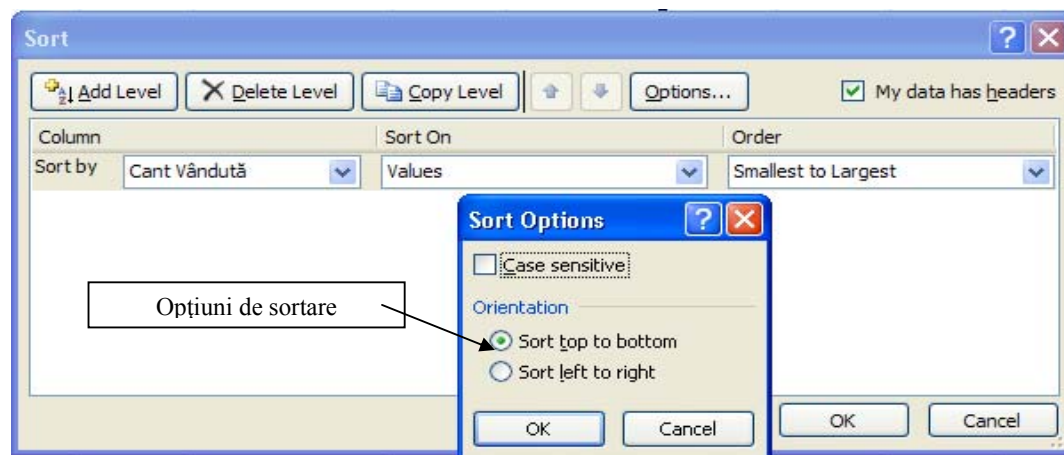 Sort
Add Level Delete Level Copy Level Options... My data has headers
Column Sort On Order
Sort by Cant Vândută Values Smallest to Largest
Sort Options
Case sensitive
Opțiuni de sortare
Orientation
Sort top to bottom
Sort left to right
OK Cancel
OK Cancel